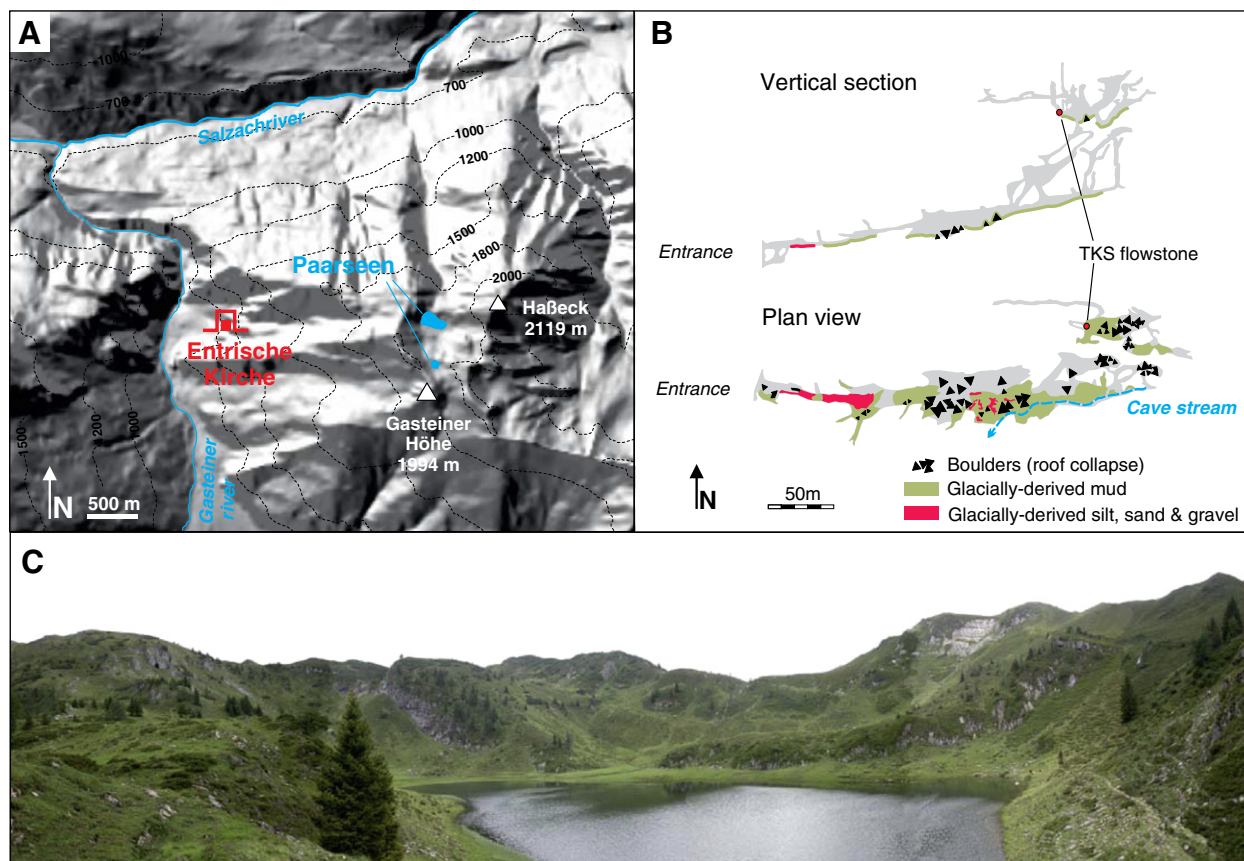 A
1000
700
700
Salzachriver
1000
1200
1500
1800
2000
Paarseen
Haßeck
2119 m
Entrische
Kirche
Gasteiner
Höhe
1994 m
1500
1200
1000
Gasteiner
river
N
500 m
B
Vertical section
Entrance
TKS flowstone
Plan view
Entrance
Cave stream
N
50m
Boulders (roof collapse)
Glacially-derived mud
Glacially-derived silt, sand & gravel
C